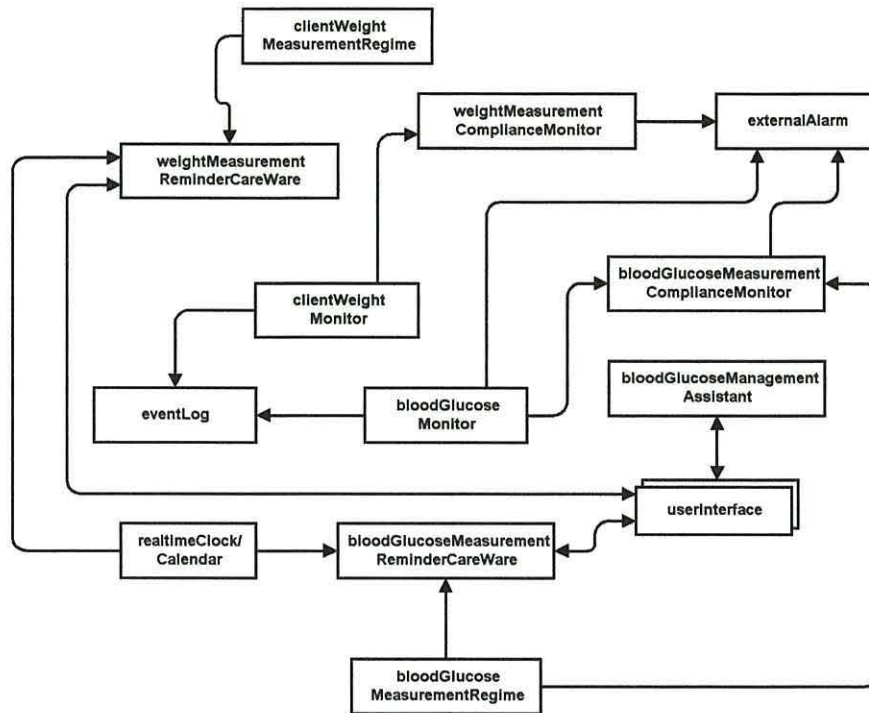 clientWeight
MeasurementRegime
weightMeasurement
ComplianceMonitor
externalAlarm
weightMeasurement
ReminderCareWare
bloodGlucoseMeasurement
ComplianceMonitor
clientWeight
Monitor
bloodGlucoseManagement
Assistant
eventLog
bloodGlucose
Monitor
userInterface
realtimeClock/
Calendar
bloodGlucoseMeasurement
ReminderCareWare
bloodGlucose
MeasurementRegime